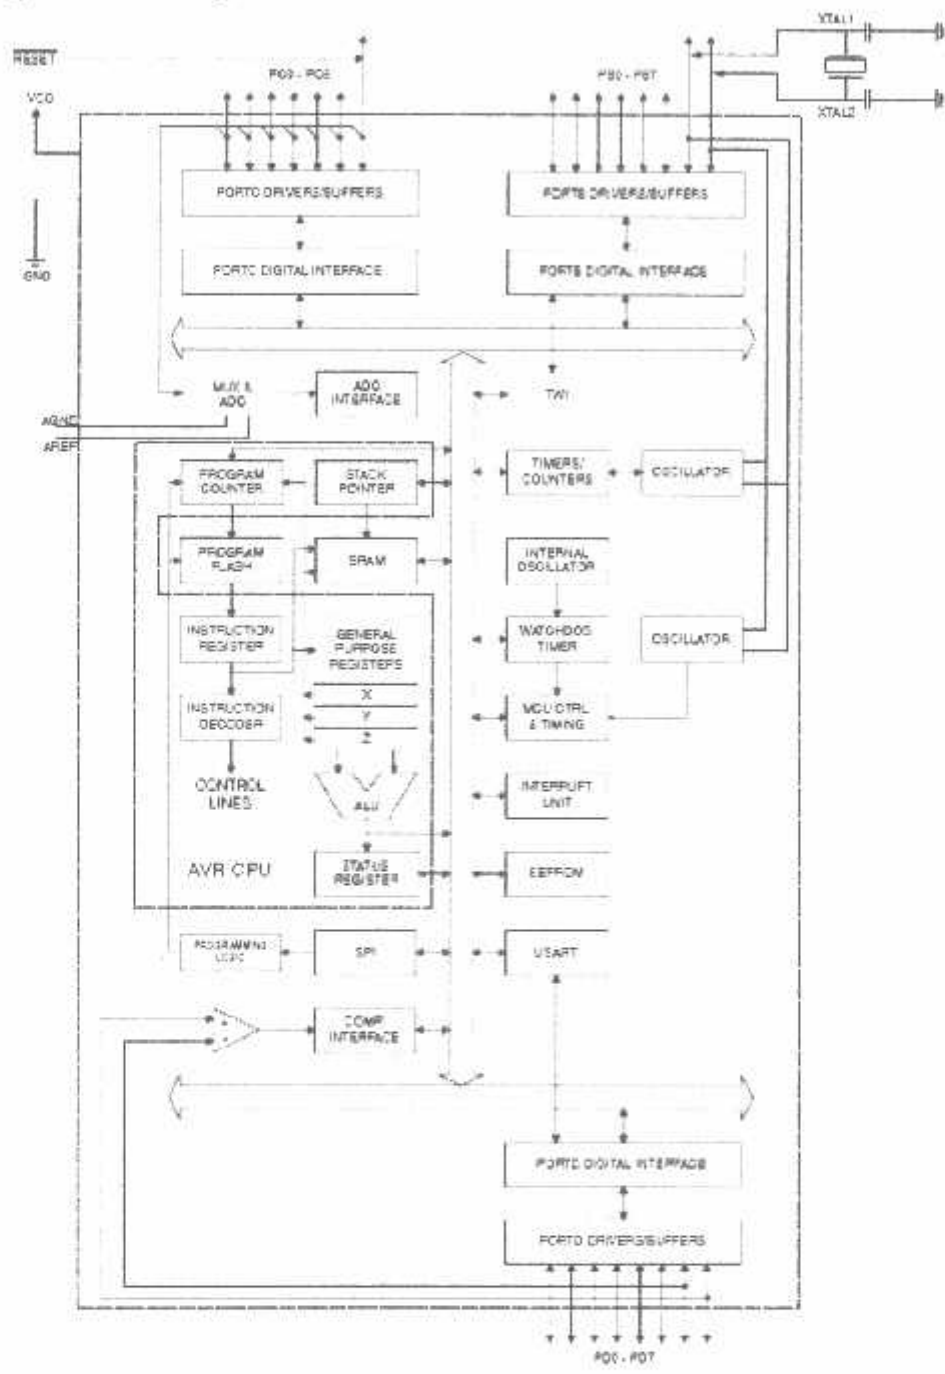 XTAL1
RESET
PC0 - PC6
PB0 - PB7
VCC
XTAL2
PORTC DRIVERS/BUFFERS
PORTB DRIVERS/BUFFERS
GND
PORTC DIGITAL INTERFACE
PORTB DIGITAL INTERFACE
MUX &
ADC
ADC
INTERFACE
TWI
AGND
AREF
PROGRAM
COUNTER
STACK
POINTER
TIMERS/
COUNTERS
OSCILLATOR
PROGRAM
FLASH
SRAM
INTERNAL
OSCILLATOR
INSTRUCTION
REGISTER
GENERAL
PURPOSE
REGISTERS
WATCHDOG
TIMER
OSCILLATOR
X
INSTRUCTION
DECODER
Y
MCU CTRL
& TIMING
Z
CONTROL
LINES
ALU
INTERRUPT
UNIT
AVR CPU
STATUS
REGISTER
EEPROM
PROGRAMMING
LOGIC
SPI
USART
+
-
COMP.
INTERFACE
PORTD DIGITAL INTERFACE
PORTD DRIVERS/BUFFERS
PD0 - PD7